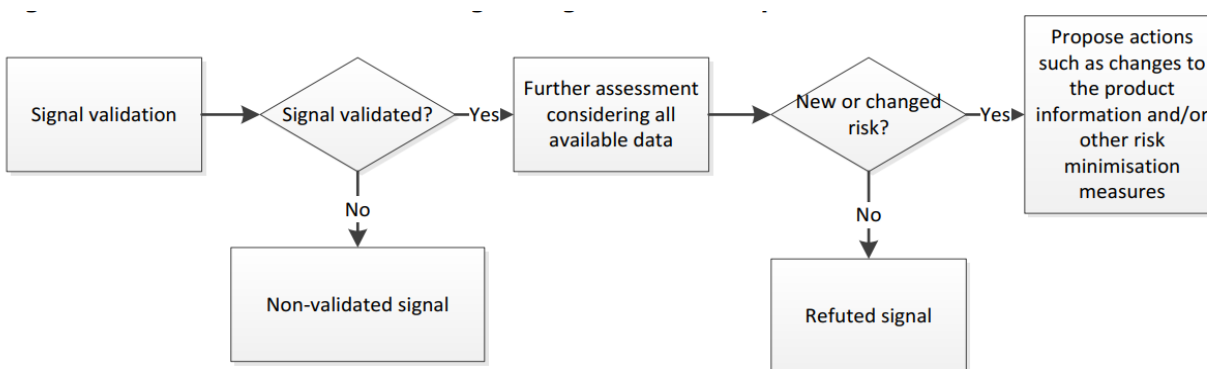 Signal validation
Signal validated?
Yes
No
Non-validated signal
Further assessment
considering all
available data
New or changed
risk?
Yes
No
Refuted signal
Propose actions
such as changes to
the product
information and/or
other risk
minimisation
measures